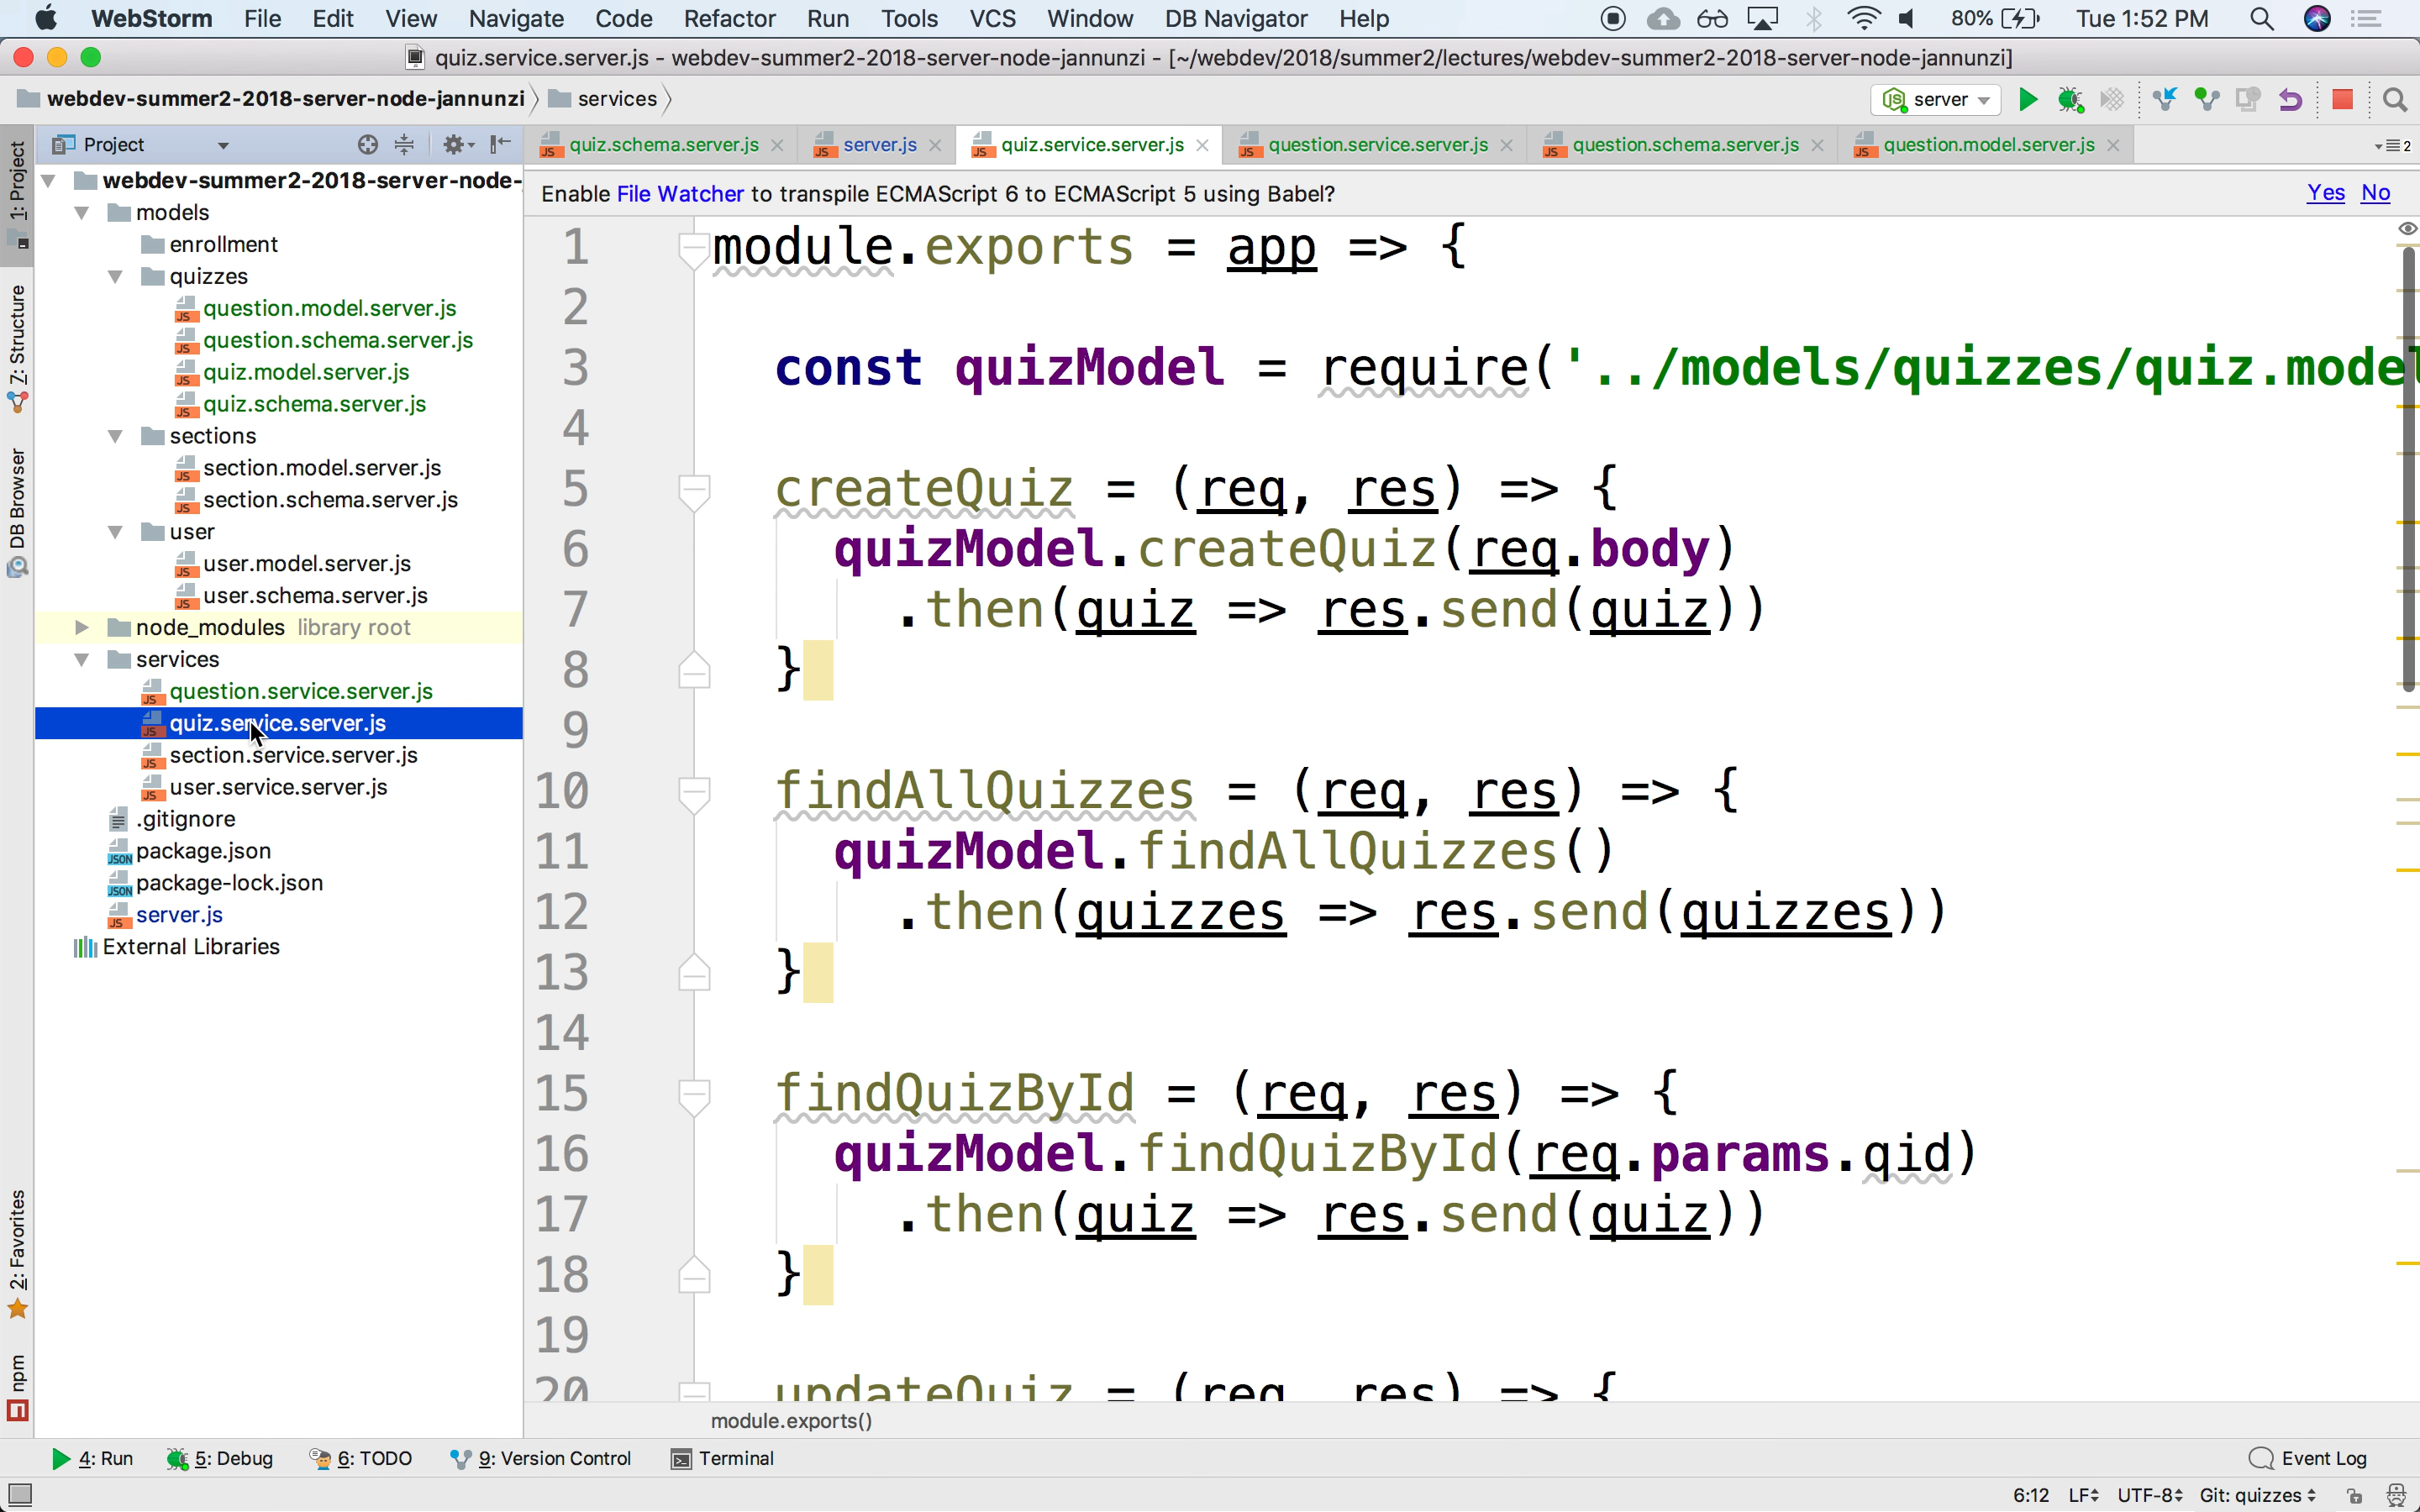 WebStorm File Edit View Navigate Code Refactor Run Tools VCS Window DB Navigator Help 80% Tue 1:52 PM
quiz.service.server.js - webdev-summer2-2018-server-node-jannunzi - [~/webdev/2018/summer2/lectures/webdev-summer2-2018-server-node-jannunzi]
webdev-summer2-2018-server-node-jannunzi services server
Project quiz.schema.server.js server.js quiz.service.server.js question.service.server.js question.schema.server.js question.model.server.js 2
Enable File Watcher to transpile ECMAScript 6 to ECMAScript 5 using Babel? Yes No
1: Project
7: Structure
DB Browser
2: Favorites
npm
webdev-summer2-2018-server-node-
models
enrollment
quizzes
question.model.server.js
question.schema.server.js
quiz.model.server.js
quiz.schema.server.js
sections
section.model.server.js
section.schema.server.js
user
user.model.server.js
user.schema.server.js
node_modules library root
services
question.service.server.js
quiz.service.server.js
section.service.server.js
user.service.server.js
.gitignore
package.json
package-lock.json
server.js
External Libraries
1 module.exports = app => {
2
3 const quizModel = require('../models/quizzes/quiz.model
4
5 createQuiz = (req, res) => {
6 quizModel.createQuiz(req.body)
7 .then(quiz => res.send(quiz))
8 }
9
10 findAllQuizzes = (req, res) => {
11 quizModel.findAllQuizzes()
12 .then(quizzes => res.send(quizzes))
13 }
14
15 findQuizById = (req, res) => {
16 quizModel.findQuizById(req.params.qid)
17 .then(quiz => res.send(quiz))
18 }
19
20 updateQuiz = (req, res) => {
module.exports()
4: Run 5: Debug 6: TODO 9: Version Control Terminal Event Log
6:12 LF UTF-8 Git: quizzes